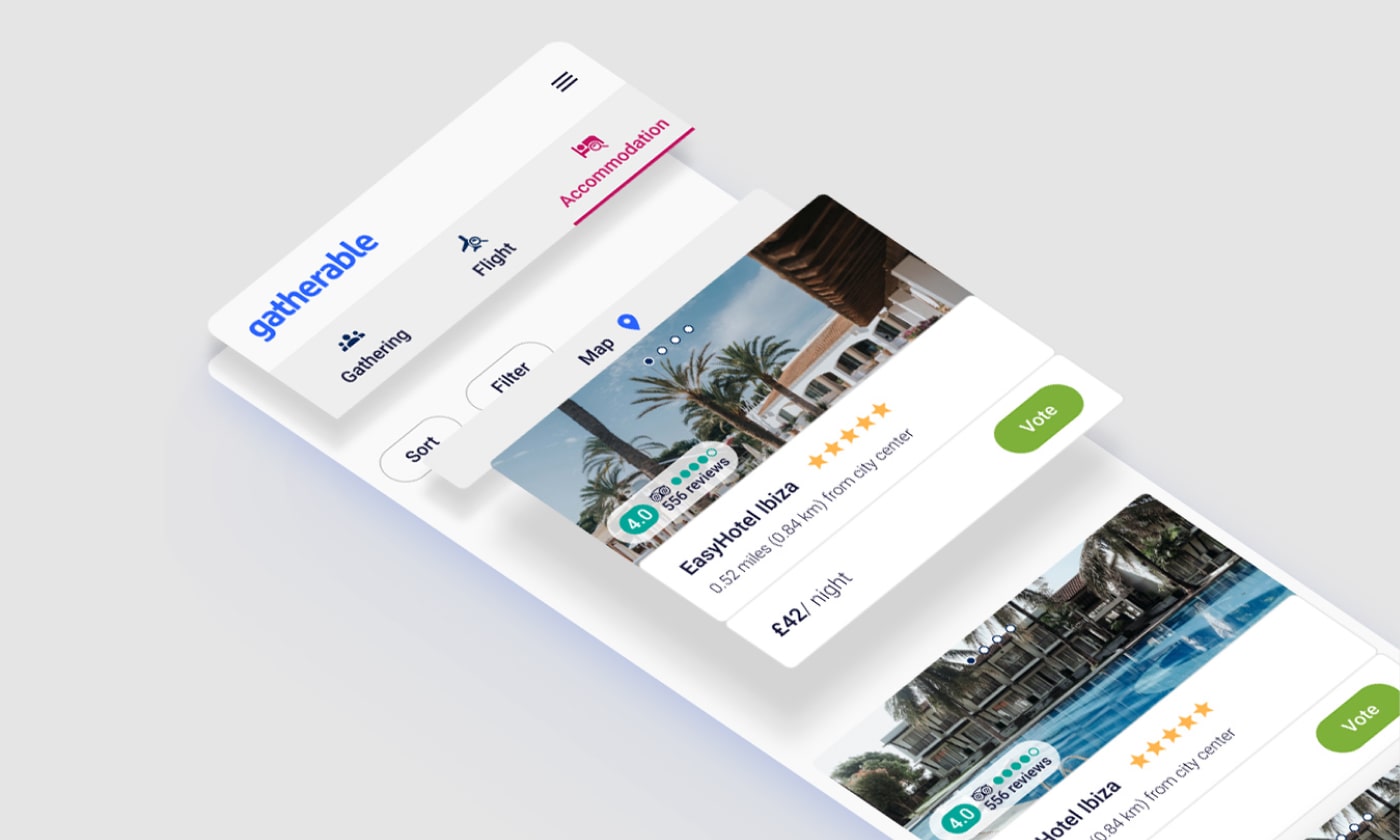 gatherable
Gathering
Flight
Accommodation
Sort
Filter
Map
4.0
556 reviews
EasyHotel Ibiza
0.52 miles (0.84 km) from city center
£42/ night
Vote
4.0
556 reviews
Hotel Ibiza
(0.84 km) from city center
Vote